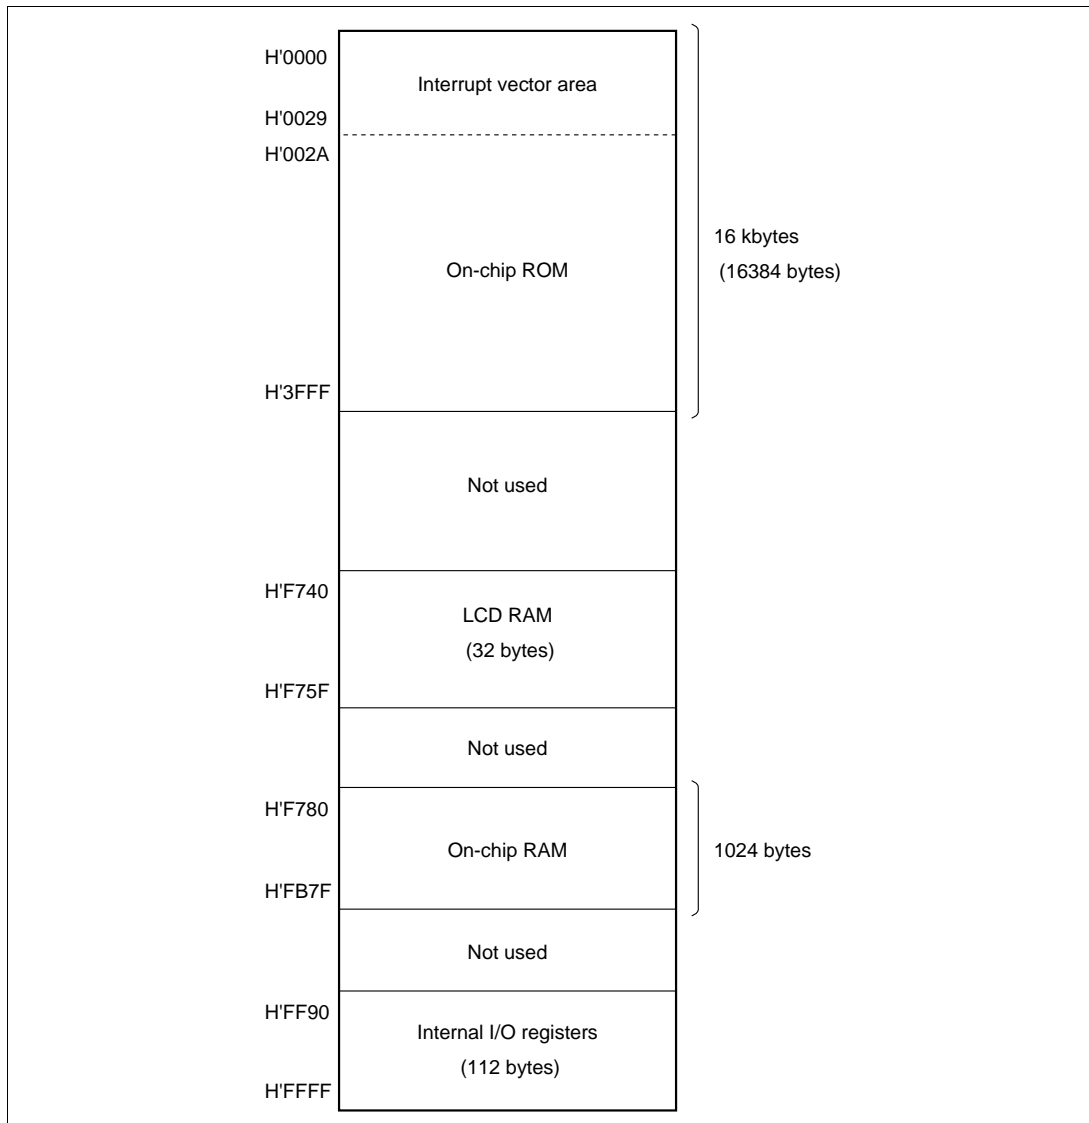 H'0000
Interrupt vector area
H'0029
H'002A
16 kbytes
(16384 bytes)
On-chip ROM
H'3FFF
Not used
H'F740
LCD RAM
(32 bytes)
H'F75F
Not used
H'F780
On-chip RAM
1024 bytes
H'FB7F
Not used
H'FF90
Internal I/O registers
(112 bytes)
H'FFFF